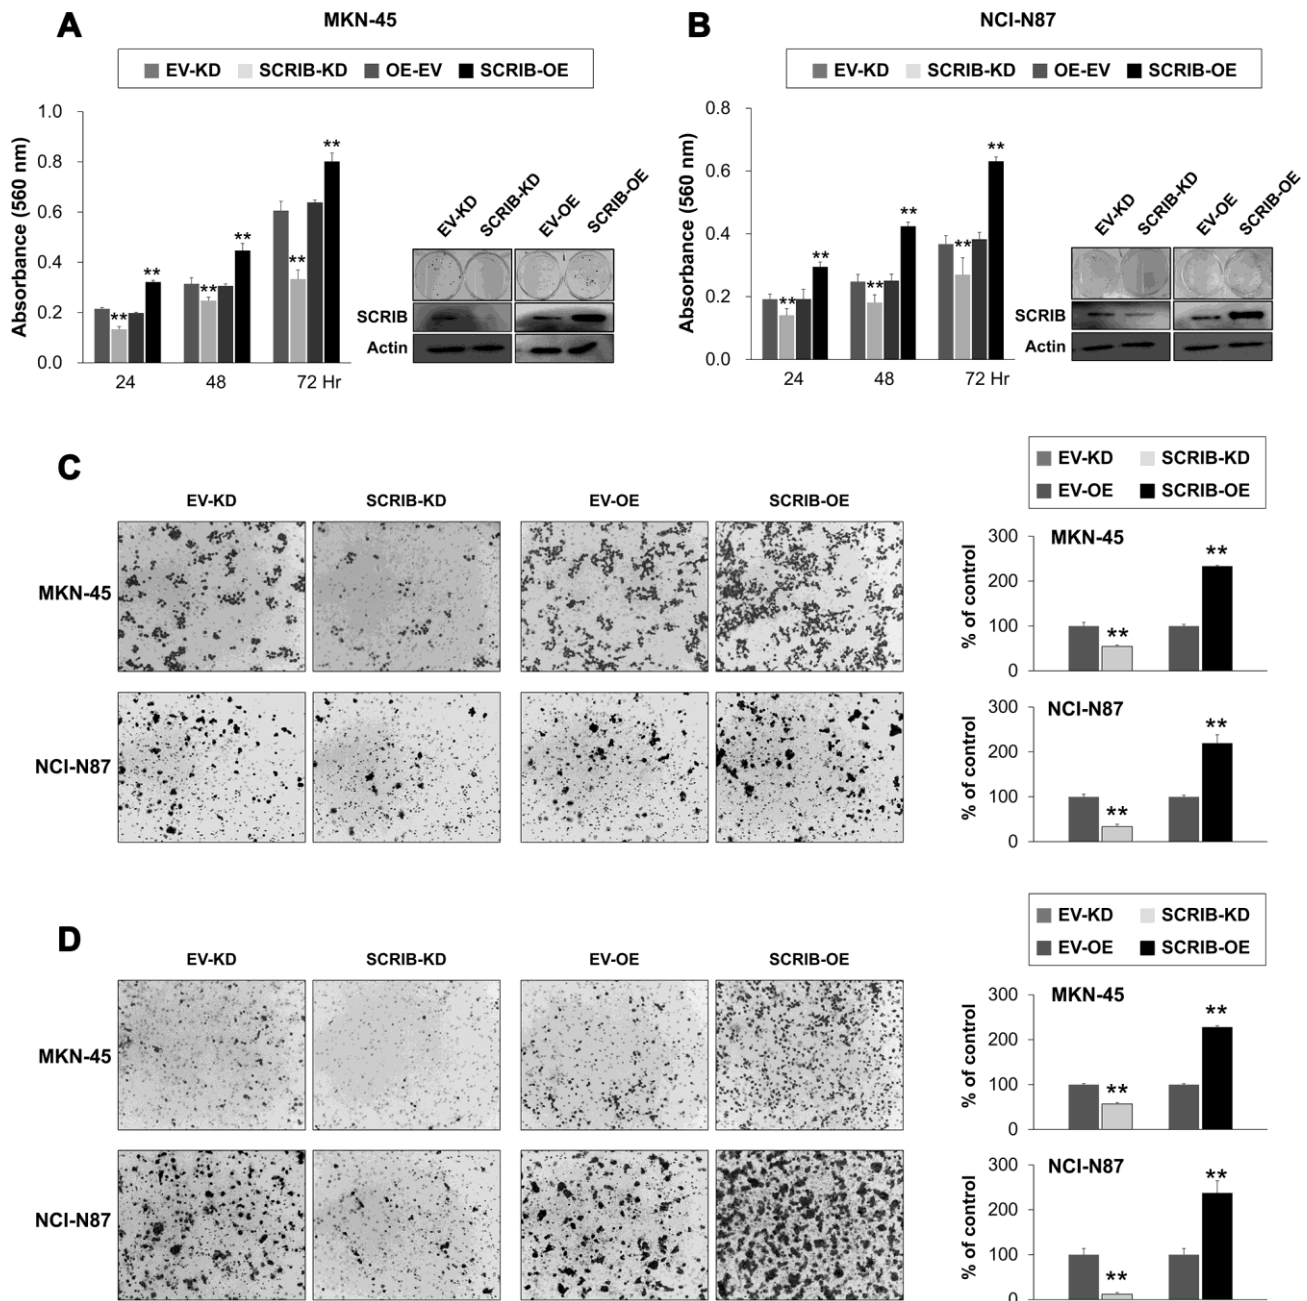 A MKN-45
EV-KD SCRIB-KD OE-EV SCRIB-OE
Absorbance (560 nm)
1.0
0.8
0.6
0.4
0.2
0.0
** ** ** ** ** **
24 48 72 Hr
EV-KD SCRIB-KD EV-OE SCRIB-OE
SCRIB
Actin
B NCI-N87
EV-KD SCRIB-KD OE-EV SCRIB-OE
Absorbance (560 nm)
0.8
0.6
0.4
0.2
0.0
** ** ** ** ** **
24 48 72 Hr
EV-KD SCRIB-KD EV-OE SCRIB-OE
SCRIB
Actin
C
EV-KD SCRIB-KD EV-OE SCRIB-OE
MKN-45
NCI-N87
EV-KD SCRIB-KD
EV-OE SCRIB-OE
MKN-45
% of control
300
200
100
0
** **
NCI-N87
% of control
300
200
100
0
** **
D
EV-KD SCRIB-KD EV-OE SCRIB-OE
MKN-45
NCI-N87
EV-KD SCRIB-KD
EV-OE SCRIB-OE
MKN-45
% of control
300
200
100
0
** **
NCI-N87
% of control
300
200
100
0
** **